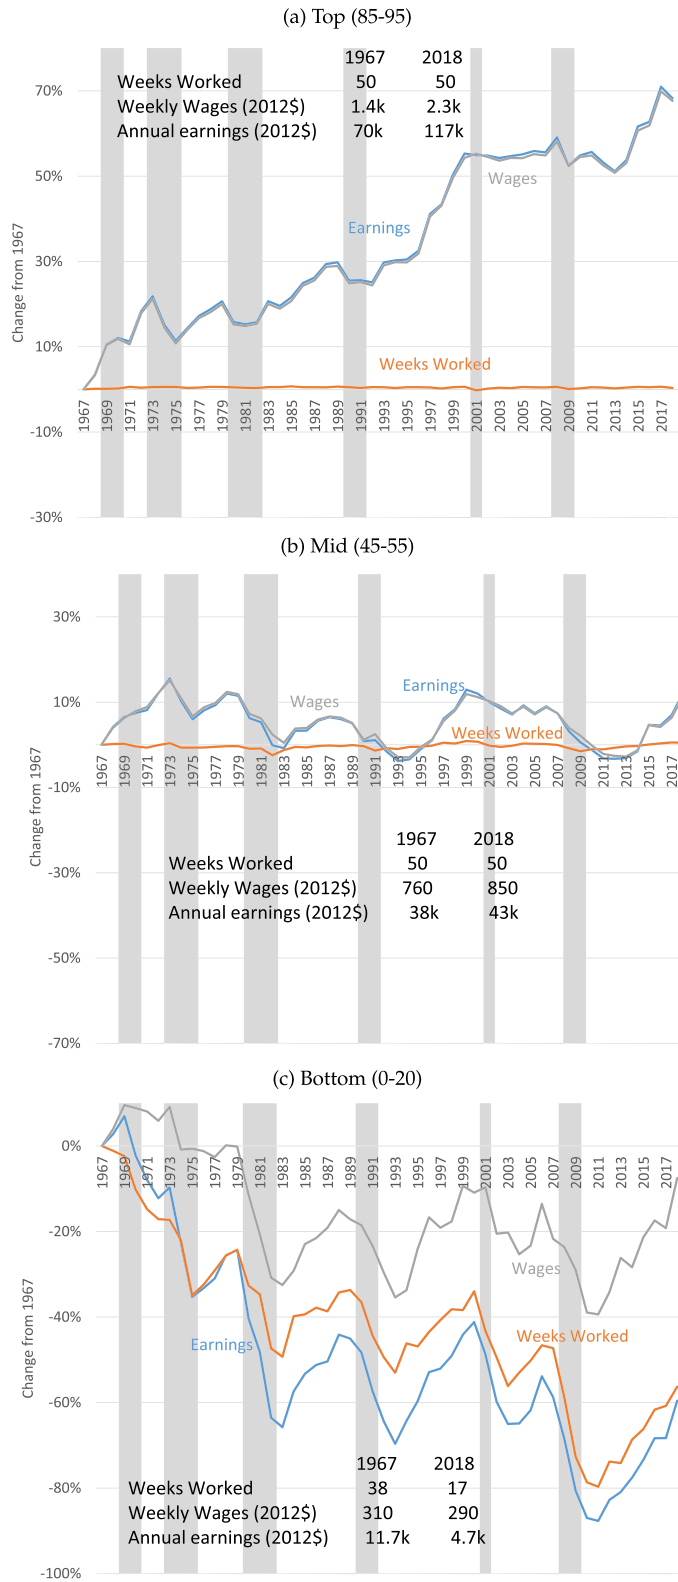 (a) Top (85-95)
1967 2018
Weeks Worked 50 50
Weekly Wages (2012$) 1.4k 2.3k
Annual earnings (2012$) 70k 117k
70%
50%
30%
10%
-10%
-30%
Change from 1967
Wages
Earnings
Weeks Worked
1967 1969 1971 1973 1975 1977 1979 1981 1983 1985 1987 1989 1991 1993 1995 1997 1999 2001 2003 2005 2007 2009 2011 2013 2015 2017
(b) Mid (45-55)
30%
10%
-10%
-30%
-50%
-70%
Change from 1967
Earnings
Wages
Weeks Worked
1967 1969 1971 1973 1975 1977 1979 1981 1983 1985 1987 1989 1991 1993 1995 1997 1999 2001 2003 2005 2007 2009 2011 2013 2015 2017
1967 2018
Weeks Worked 50 50
Weekly Wages (2012$) 760 850
Annual earnings (2012$) 38k 43k
(c) Bottom (0-20)
0%
-20%
-40%
-60%
-80%
-100%
Change from 1967
1967 1969 1971 1973 1975 1977 1979 1981 1983 1985 1987 1989 1991 1993 1995 1997 1999 2001 2003 2005 2007 2009 2011 2013 2015 2017
Wages
Weeks Worked
Earnings
1967 2018
Weeks Worked 38 17
Weekly Wages (2012$) 310 290
Annual earnings (2012$) 11.7k 4.7k